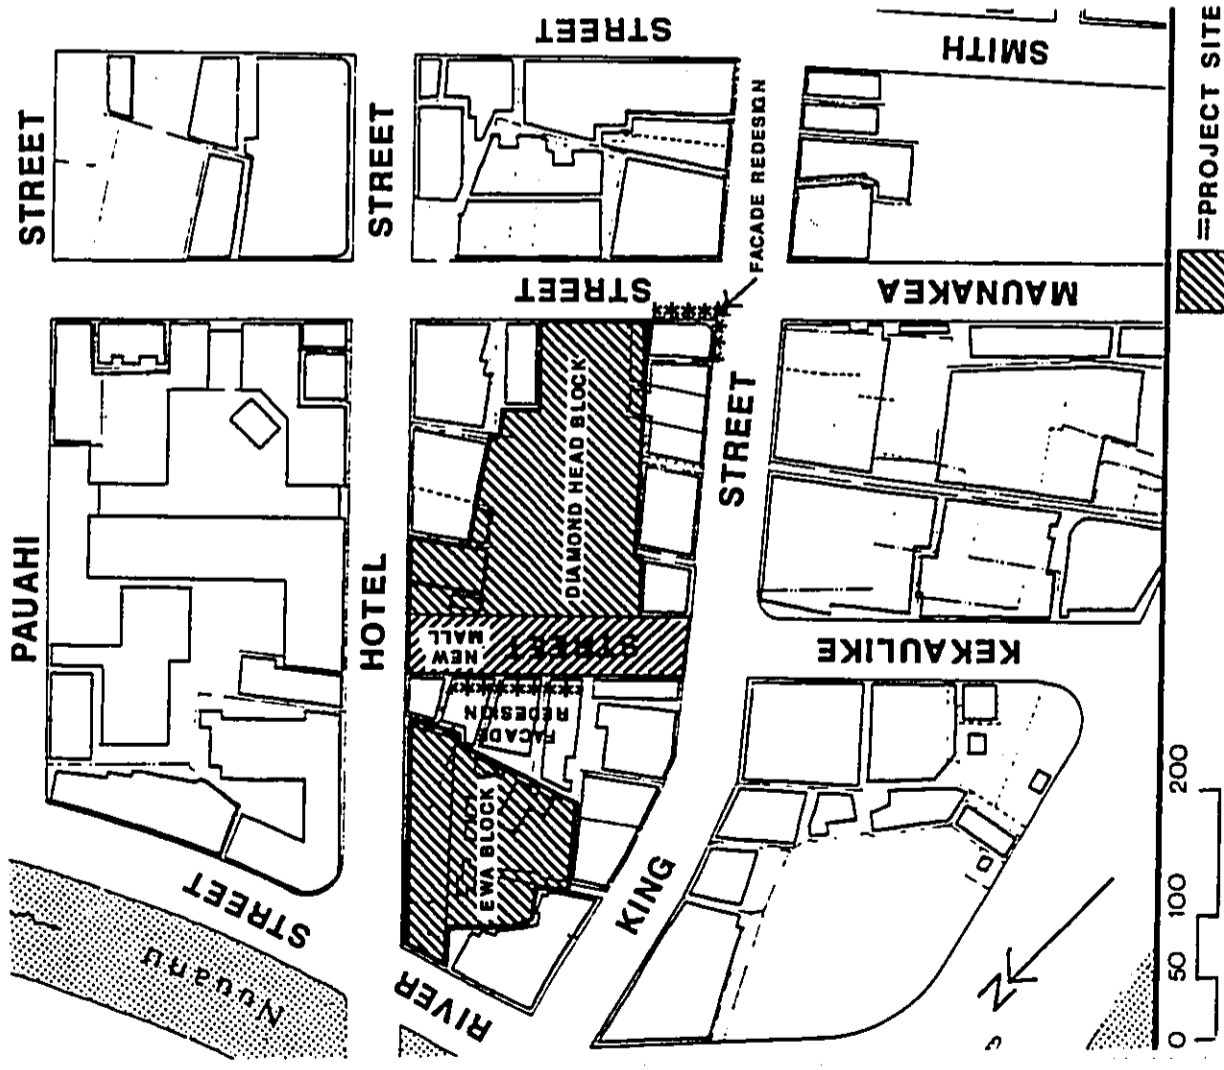 PAUAHI STREET
HOTEL STREET
KING STREET
SMITH STREET
MAUNAKEA STREET
KEKAULIKE STREET
RIVER STREET
Nuuanu
NEW
MALL
DIAMOND HEAD BLOCK
EWA BLOCK
FACADE
REDESIGN
FACADE REDESIGN
N
0 50 100 200
=PROJECT SITE